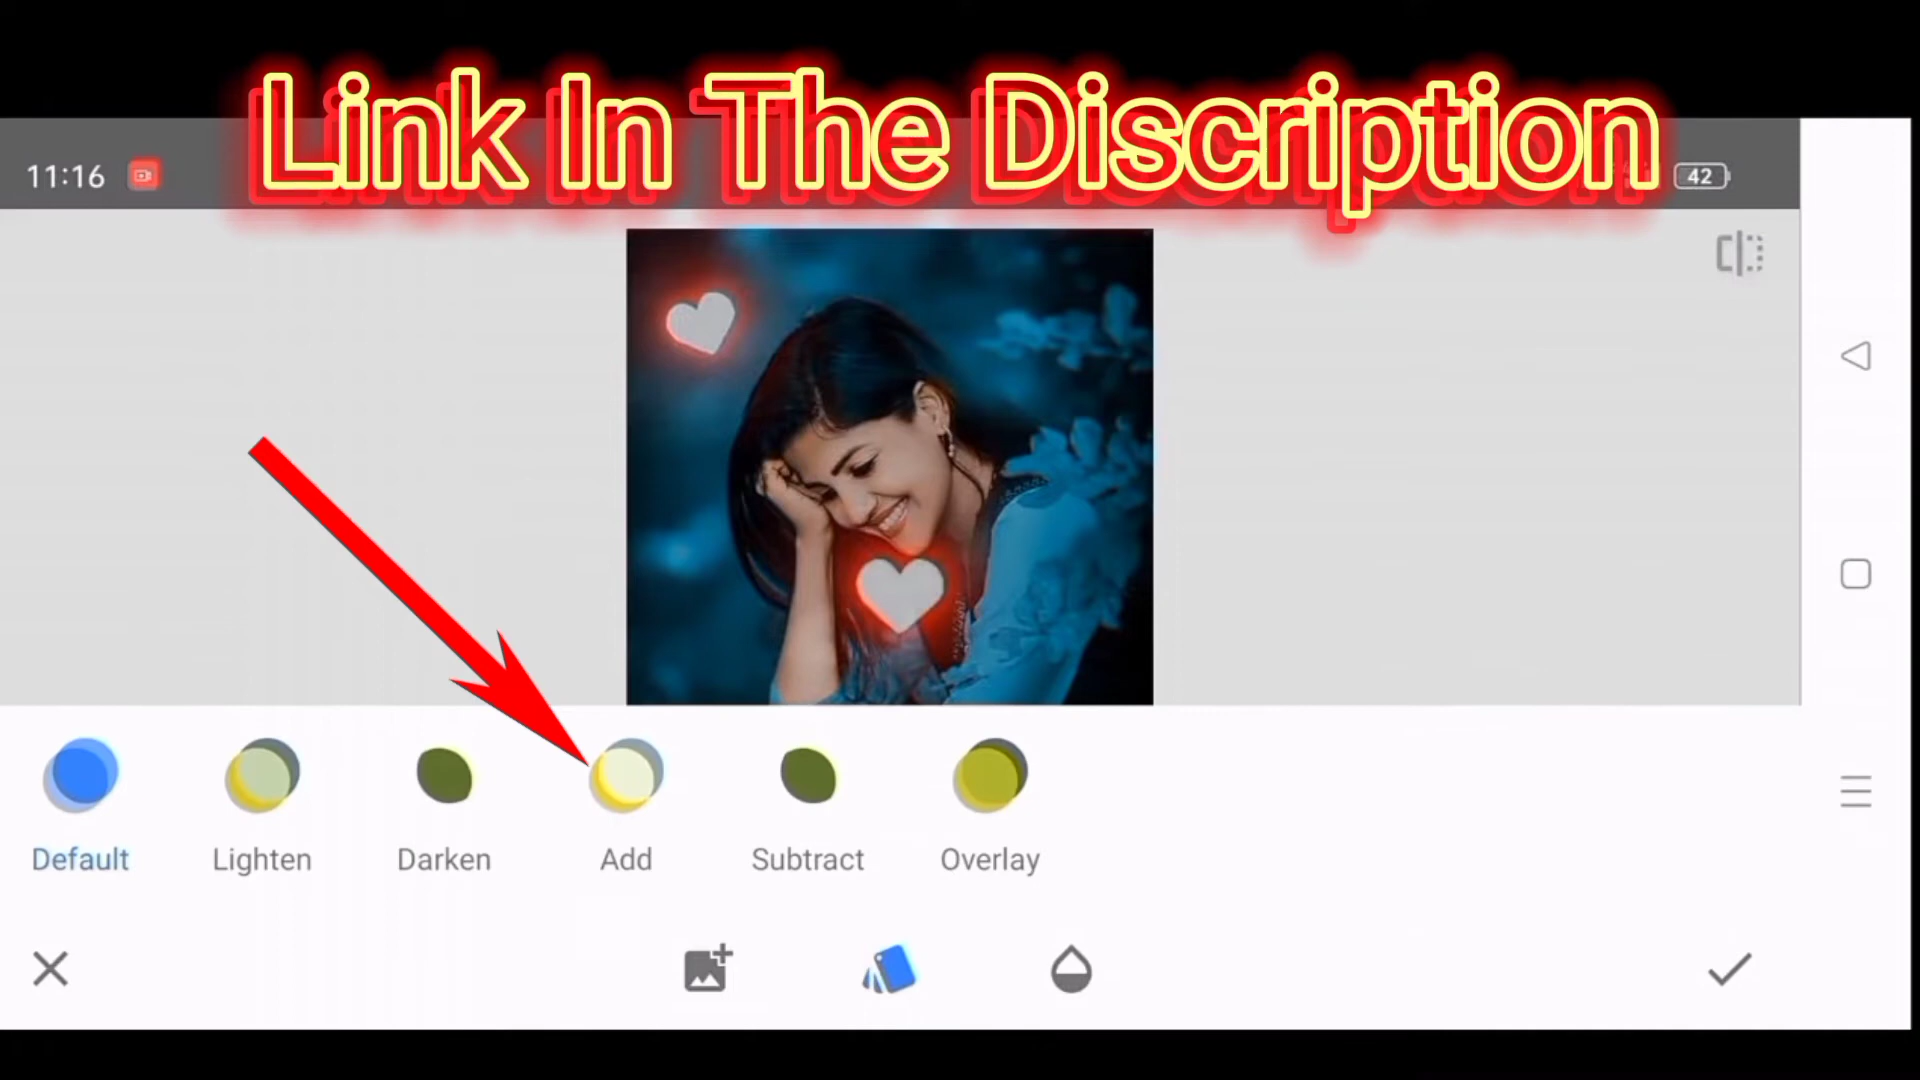 Link In The Discription
11:16
42
Default Lighten Darken Add Subtract Overlay